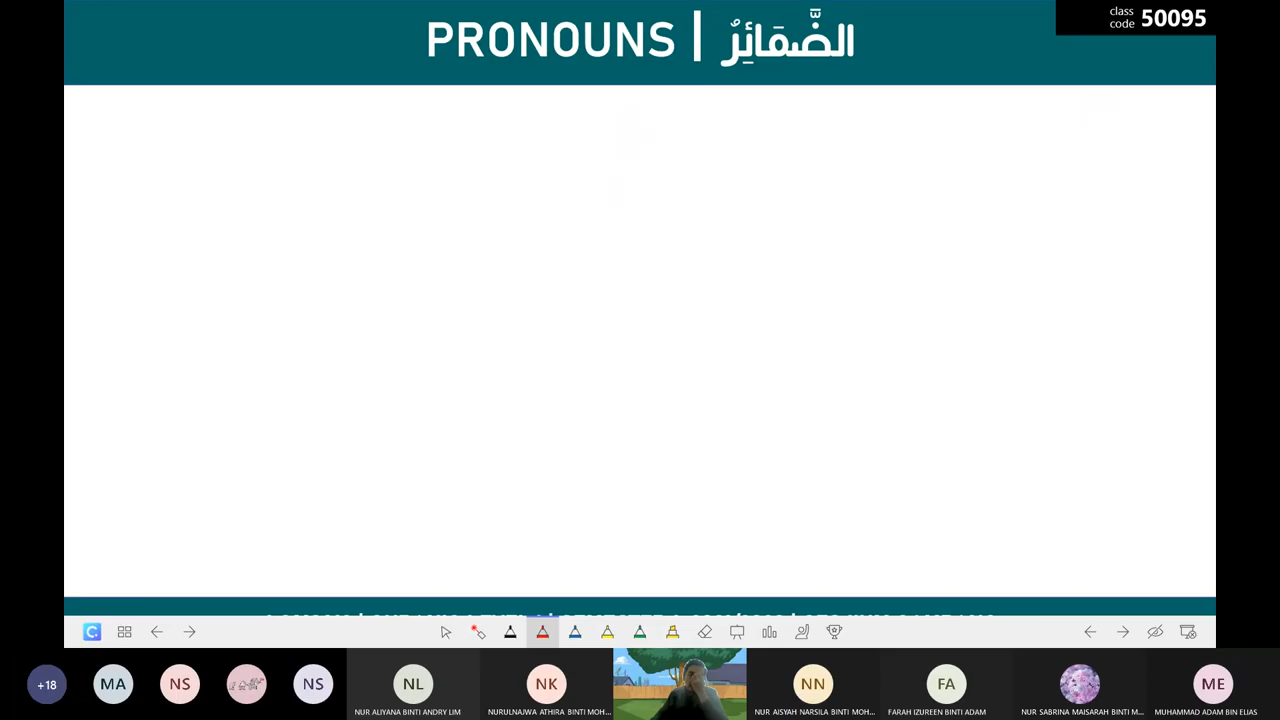 PRONOUNS | الضَّمَائِرُ
class code 50095
+18
MA
NS
NS
NL
NK
NN
FA
ME
NUR ALIYANA BINTI ANDRY LIM
NURULNAJWA ATHIRA BINTI MOH...
NUR AISYAH NARSILA BINTI MOH...
FARAH IZUREEN BINTI ADAM
NUR SABRINA MAISARAH BINTI M...
MUHAMMAD ADAM BIN ELIAS